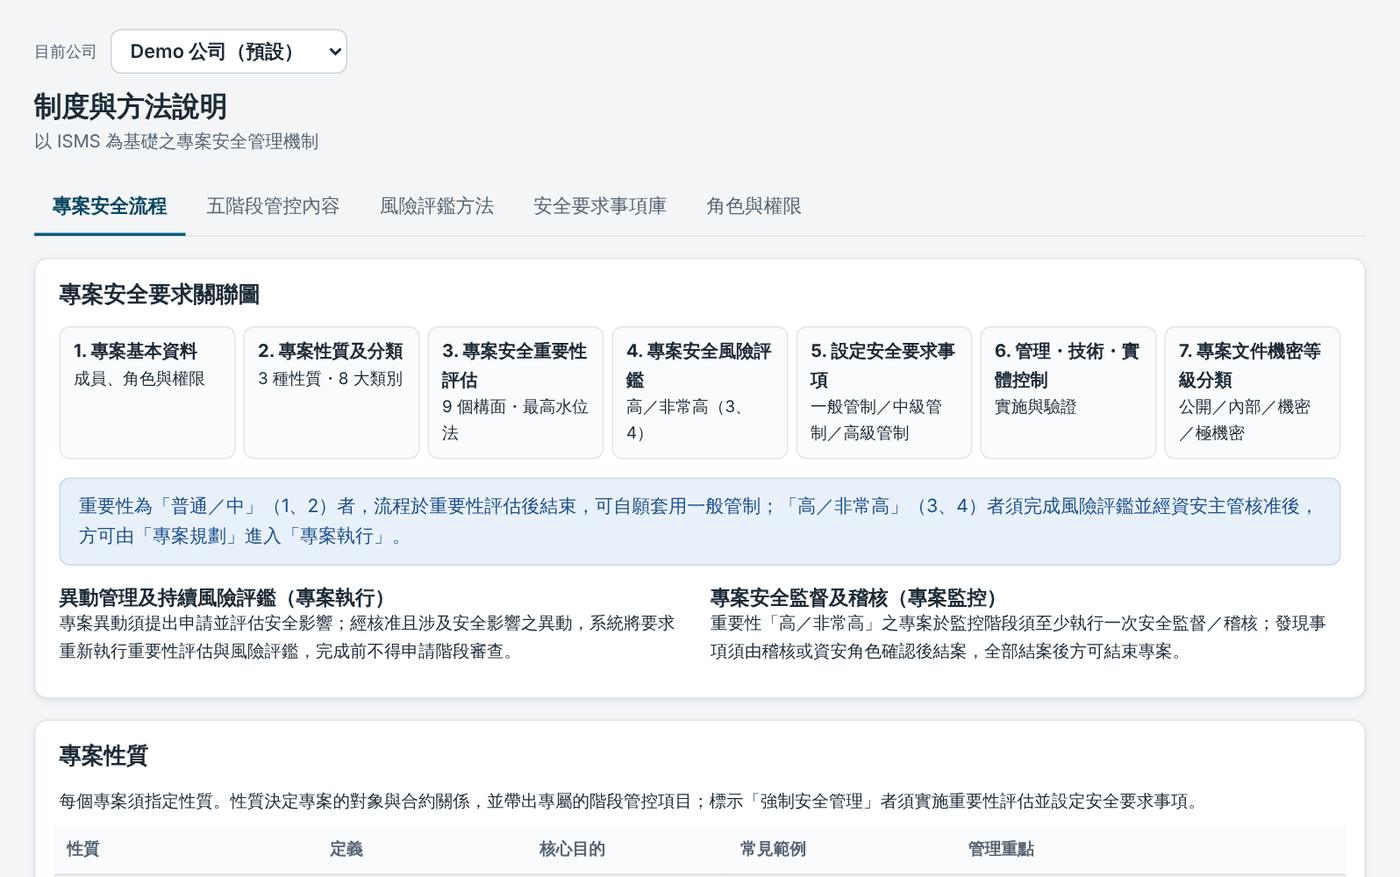 目前公司
Demo 公司（預設）
制度與方法說明
以 ISMS 為基礎之專案安全管理機制
專案安全流程
五階段管控內容
風險評鑑方法
安全要求事項庫
角色與權限
專案安全要求關聯圖
1. 專案基本資料
成員、角色與權限
2. 專案性質及分類
3 種性質・8 大類別
3. 專案安全重要性
評估
9 個構面・最高水位
法
4. 專案安全風險評
鑑
高／非常高（3、
4）
5. 設定安全要求事
項
一般管制／中級管
制／高級管制
6. 管理・技術・實
體控制
實施與驗證
7. 專案文件機密等
級分類
公開／內部／機密
／極機密
重要性為「普通／中」（1、2）者，流程於重要性評估後結束，可自願套用一般管制；「高／非常高」（3、4）者須完成風險評鑑並經資安主管核准後，
方可由「專案規劃」進入「專案執行」。
異動管理及持續風險評鑑（專案執行）
專案異動須提出申請並評估安全影響；經核准且涉及安全影響之異動，系統將要求
重新執行重要性評估與風險評鑑，完成前不得申請階段審查。
專案安全監督及稽核（專案監控）
重要性「高／非常高」之專案於監控階段須至少執行一次安全監督／稽核；發現事
項須由稽核或資安角色確認後結案，全部結案後方可結束專案。
專案性質
每個專案須指定性質。性質決定專案的對象與合約關係，並帶出專屬的階段管控項目；標示「強制安全管理」者須實施重要性評估並設定安全要求事項。
性質
定義
核心目的
常見範例
管理重點